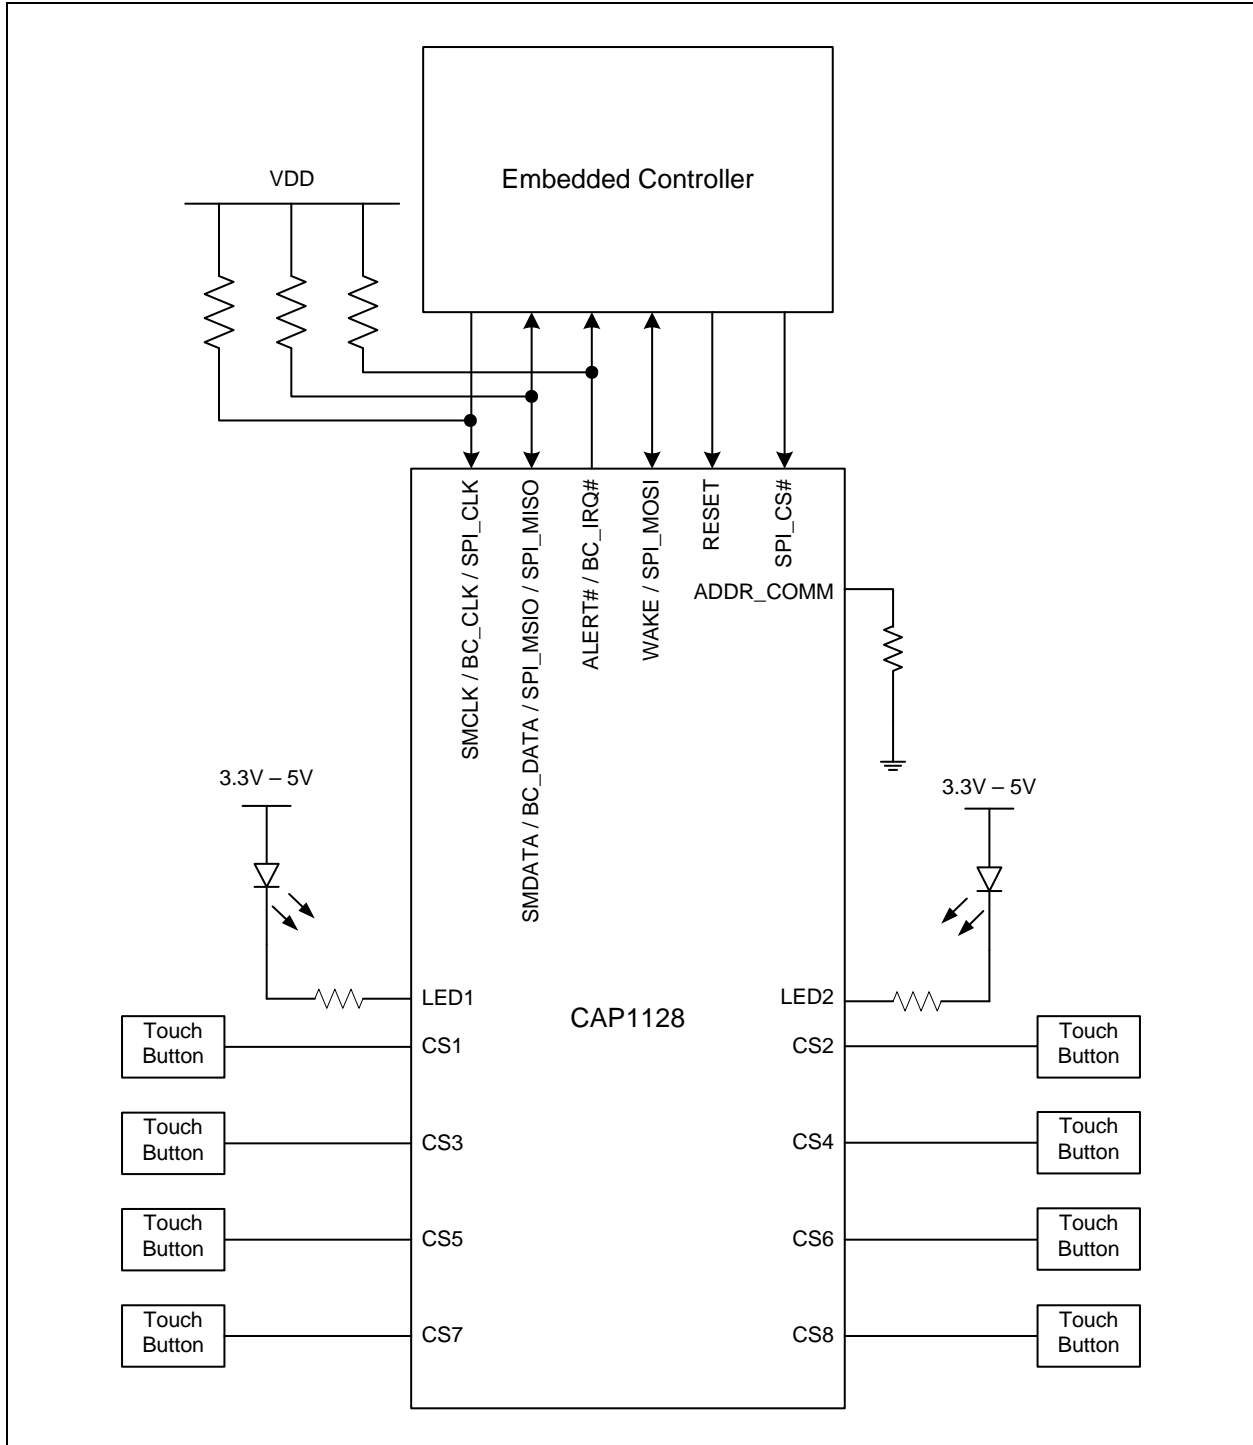 Embedded Controller
VDD
SMCLK / BC_CLK / SPI_CLK
SMDATA / BC_DATA / SPI_MSIO / SPI_MISO
ALERT# / BC_IRQ#
WAKE / SPI_MOSI
RESET
SPI_CS#
ADDR_COMM
3.3V – 5V
3.3V – 5V
LED1
LED2
CAP1128
Touch
Button
CS1
CS2
Touch
Button
Touch
Button
CS3
CS4
Touch
Button
Touch
Button
CS5
CS6
Touch
Button
Touch
Button
CS7
CS8
Touch
Button